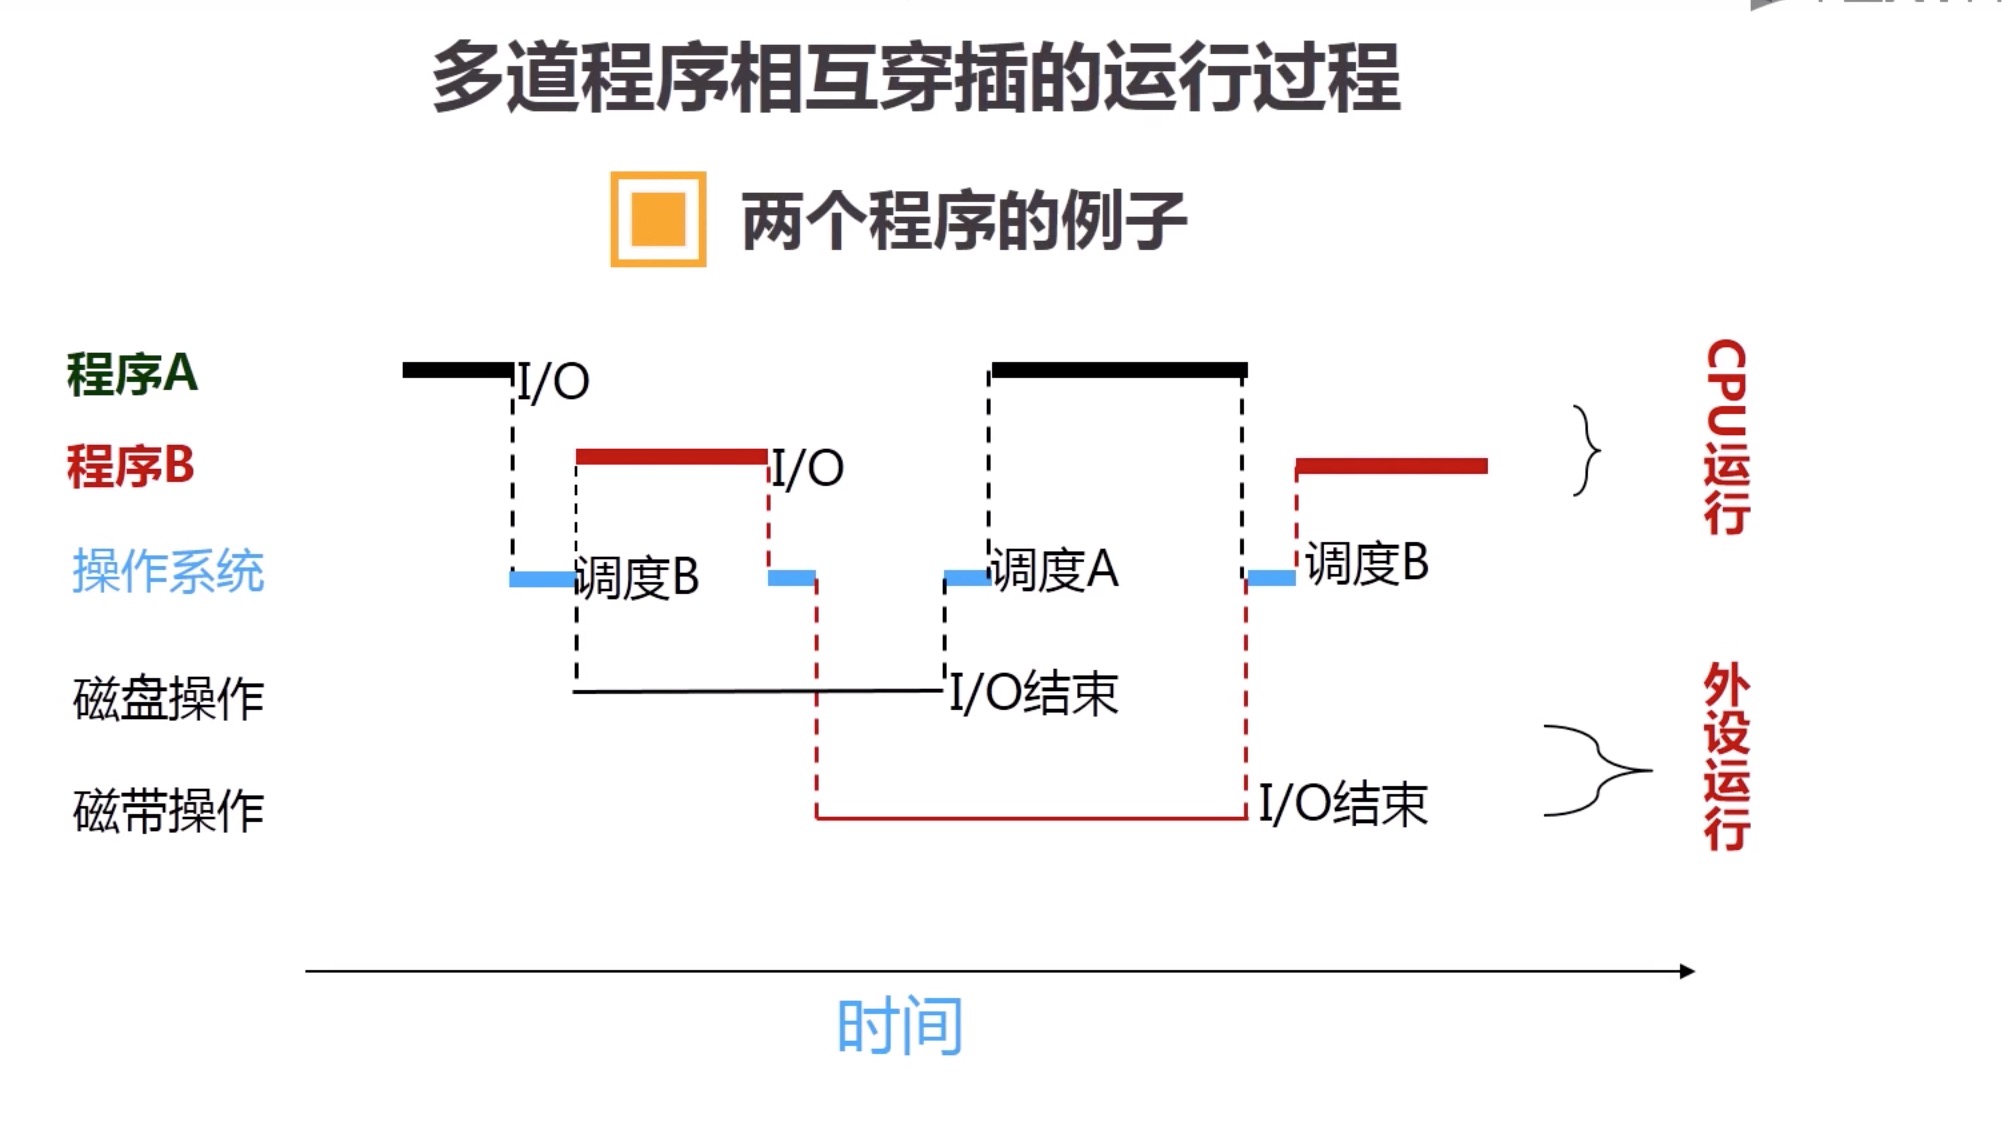 多道程序相互穿插的运行过程
两个程序的例子
程序A
I/O
程序B
I/O
操作系统
调度B
调度A
调度B
磁盘操作
I/O结束
磁带操作
I/O结束
CPU运行
外设运行
时间